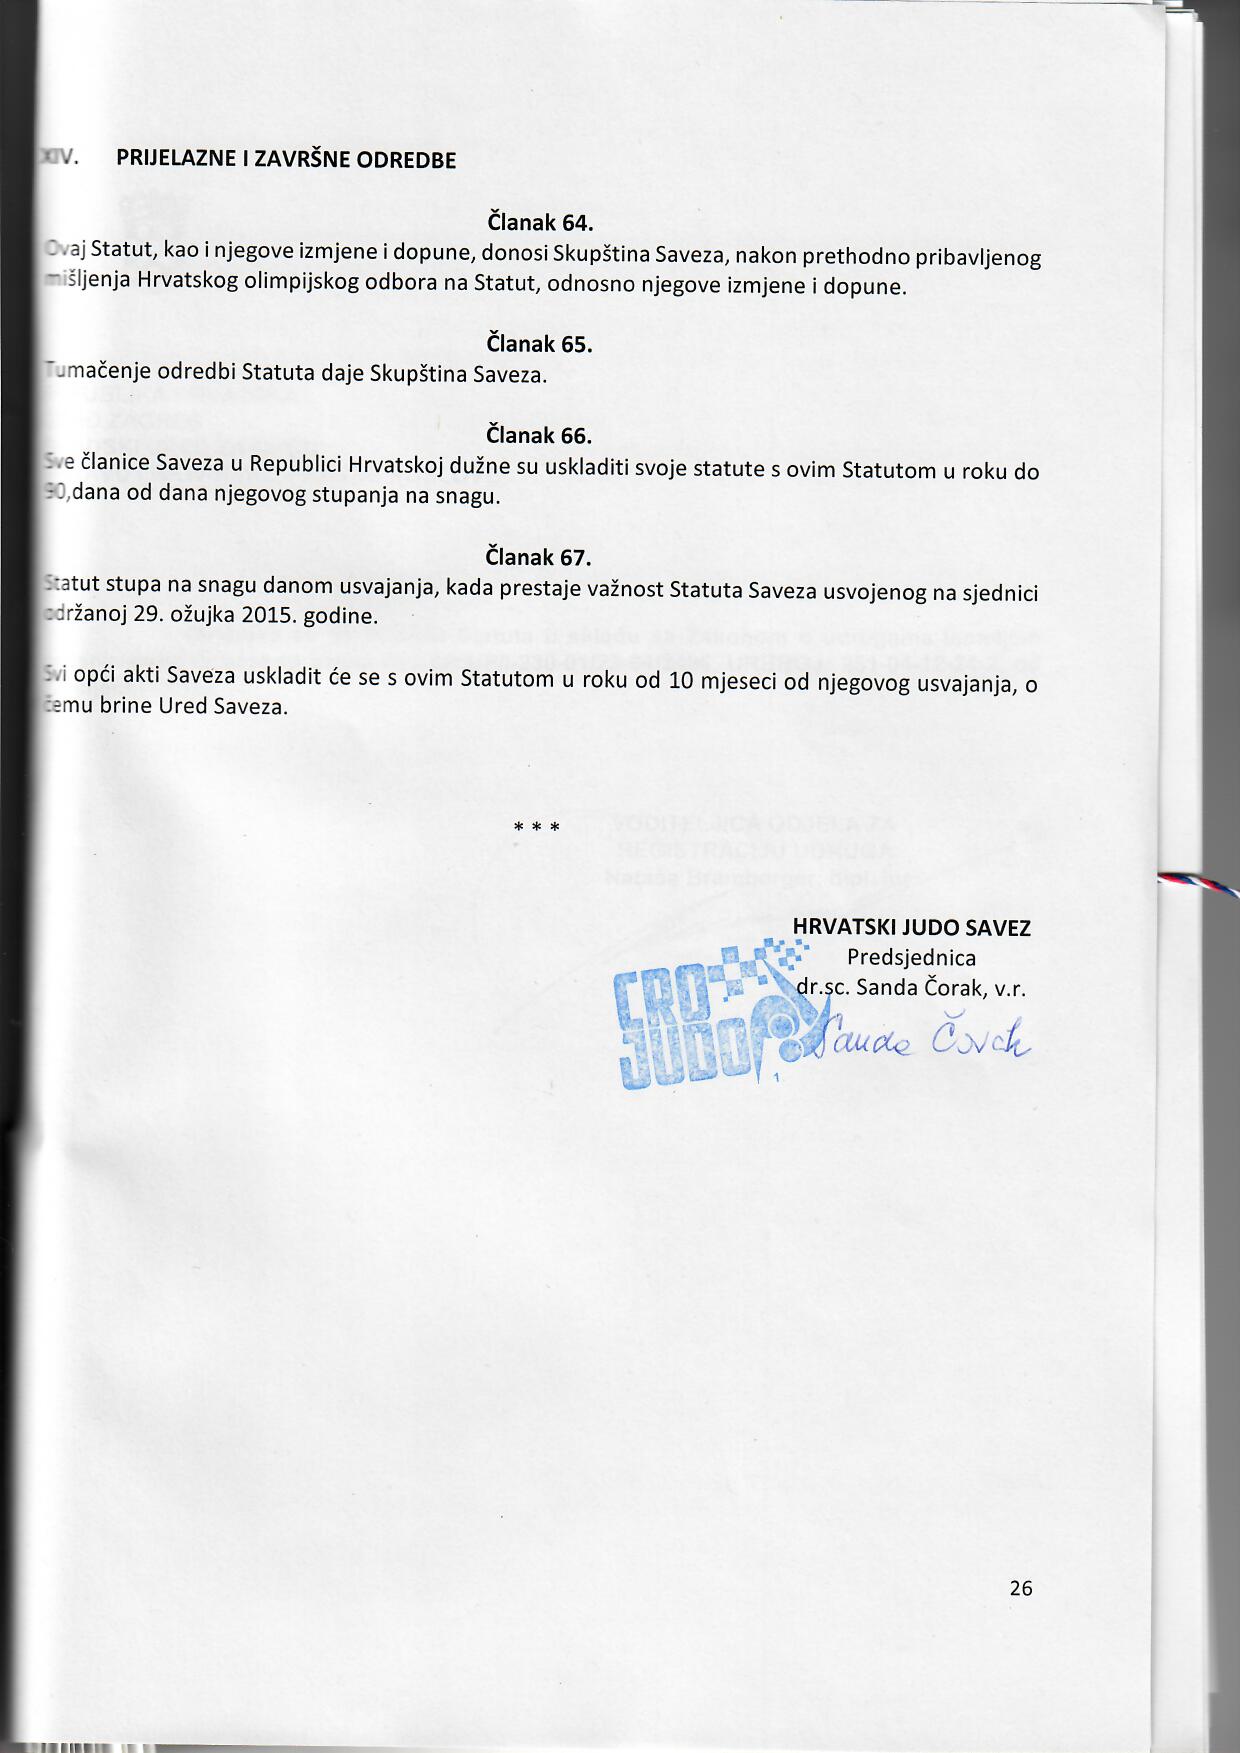 XIV. PRIJELAZNE I ZAVRŠNE ODREDBE
Članak 64.
Ovaj Statut, kao i njegove izmjene i dopune, donosi Skupština Saveza, nakon prethodno pribavljenog
mišljenja Hrvatskog olimpijskog odbora na Statut, odnosno njegove izmjene i dopune.
Članak 65.
Tumačenje odredbi Statuta daje Skupština Saveza.
Članak 66.
Sve članice Saveza u Republici Hrvatskoj dužne su uskladiti svoje statute s ovim Statutom u roku do
90,dana od dana njegovog stupanja na snagu.
Članak 67.
Statut stupa na snagu danom usvajanja, kada prestaje važnost Statuta Saveza usvojenog na sjednici
održanoj 29. ožujka 2015. godine.
Svi opći akti Saveza uskladit će se s ovim Statutom u roku od 10 mjeseci od njegovog usvajanja, o
čemu brine Ured Saveza.
* * *
HRVATSKI JUDO SAVEZ
Predsjednica
dr.sc. Sanda Čorak, v.r.
CRO
JUDO
1
Sanda Čorak
26